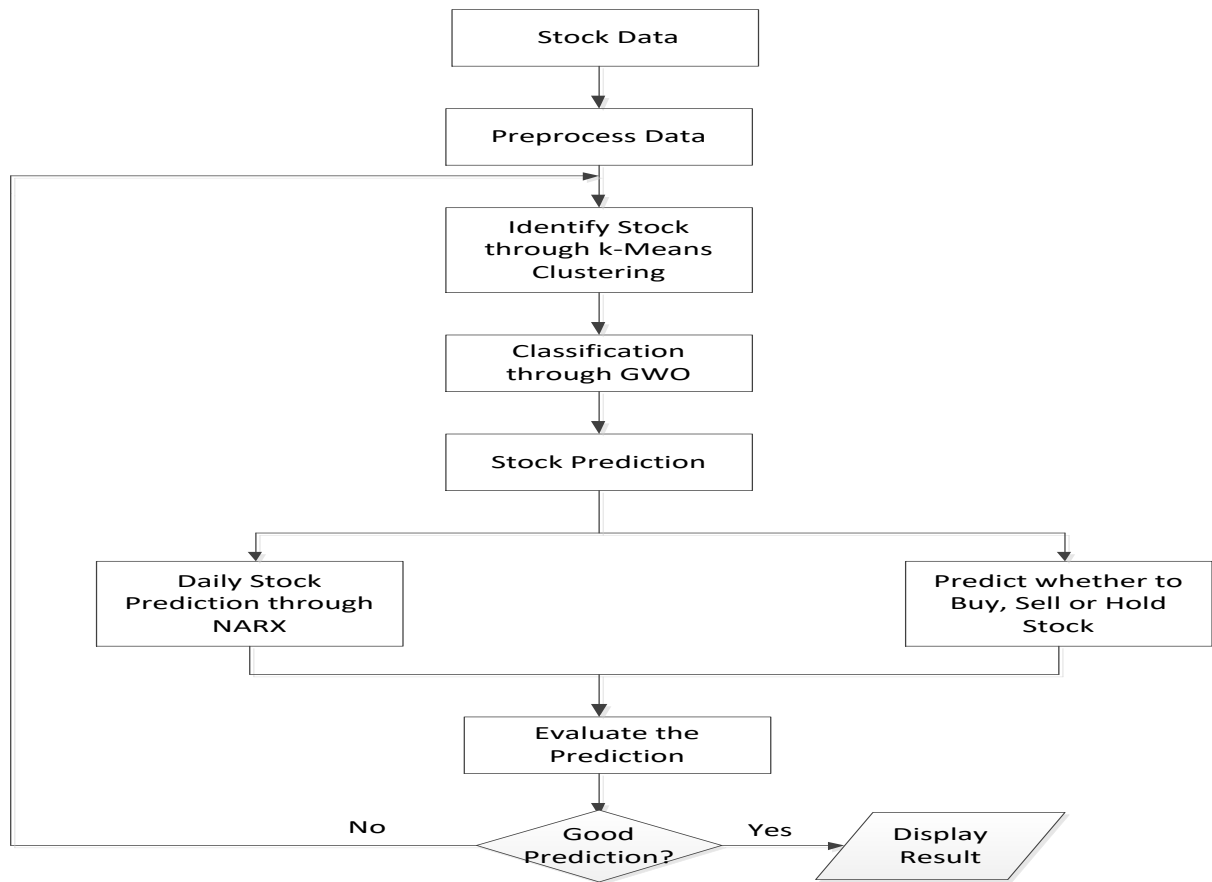 Stock Data
Preprocess Data
Identify Stock
through k-Means
Clustering
Classification
through GWO
Stock Prediction
Daily Stock
Prediction through
NARX
Predict whether to
Buy, Sell or Hold
Stock
Evaluate the
Prediction
No
Good
Prediction?
Yes
Display
Result